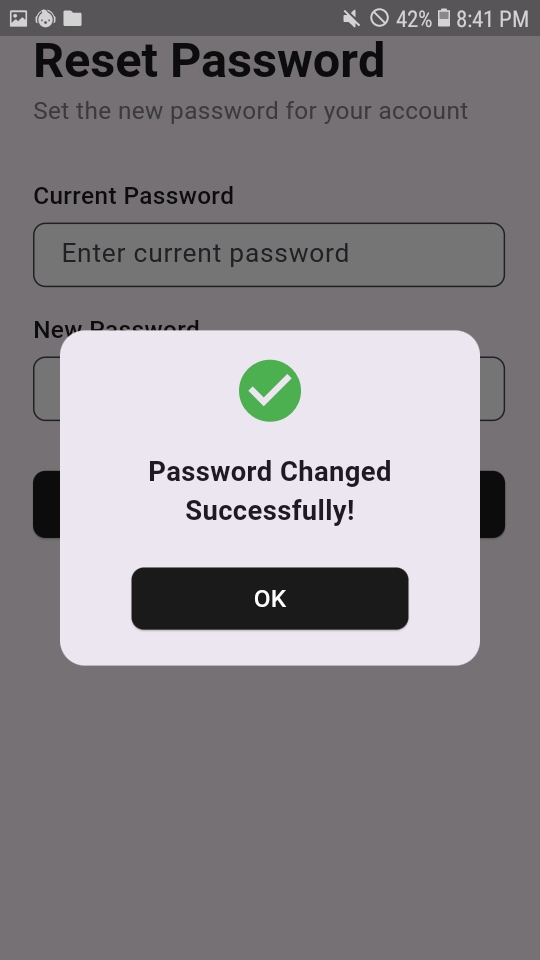 42% 8:41 PM
Reset Password
Set the new password for your account
Current Password
Enter current password
New Password
Password Changed
Successfully!
OK